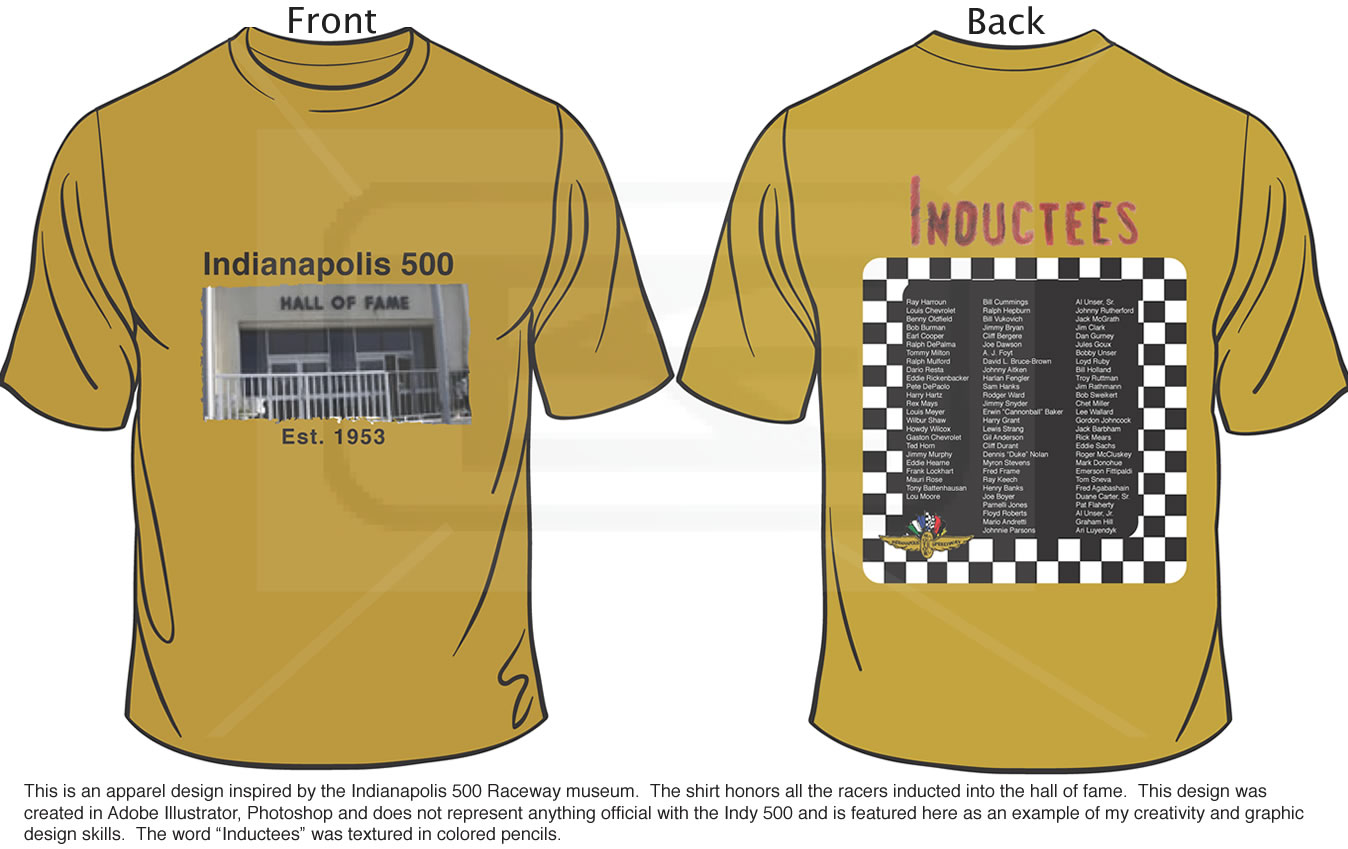 Front
Back
Indianapolis 500
HALL OF FAME
Est. 1953
INDUCTEES
Ray Harroun
Louis Chevrolet
Benny Oldfield
Bob Burman
Earl Cooper
Ralph DePalma
Tommy Milton
Ralph Mulford
Dario Resta
Eddie Rickenbacker
Pete DePaolo
Harry Hartz
Rex Mays
Louis Meyer
Wilbur Shaw
Howdy Wilcox
Gaston Chevrolet
Ted Horn
Jimmy Murphy
Eddie Hearne
Frank Lockhart
Mauri Rose
Tony Battenhausan
Lou Moore
Bill Cummings
Ralph Hepburn
Bill Vukovich
Jimmy Bryan
Cliff Bergere
Joe Dawson
A. J. Foyt
David L. Bruce-Brown
Johnny Aitken
Harlan Fengler
Sam Hanks
Rodger Ward
Jimmy Snyder
Erwin "Cannonball" Baker
Harry Grant
Lewis Strang
Gil Anderson
Cliff Durant
Dennis "Duke" Nolan
Myron Stevens
Fred Frame
Ray Keech
Henry Banks
Joe Boyer
Parnelli Jones
Floyd Roberts
Mario Andretti
Johnnie Parsons
Al Unser, Sr.
Johnny Rutherford
Jack McGrath
Jim Clark
Dan Gurney
Jules Goux
Bobby Unser
Loyd Ruby
Bill Holland
Troy Ruttman
Jim Rathmann
Bob Sweikert
Chet Miller
Lee Wallard
Gordon Johncock
Jack Barbham
Rick Mears
Eddie Sachs
Roger McCluskey
Mark Donohue
Emerson Fittipaldi
Tom Sneva
Fred Agabashain
Duane Carter, Sr.
Pat Flaherty
Al Unser, Jr.
Graham Hill
Ari Luyendyk
INDIANAPOLIS SPEEDWAY
This is an apparel design inspired by the Indianapolis 500 Raceway museum.  The shirt honors all the racers inducted into the hall of fame.  This design was
created in Adobe Illustrator, Photoshop and does not represent anything official with the Indy 500 and is featured here as an example of my creativity and graphic
design skills.  The word “Inductees” was textured in colored pencils.